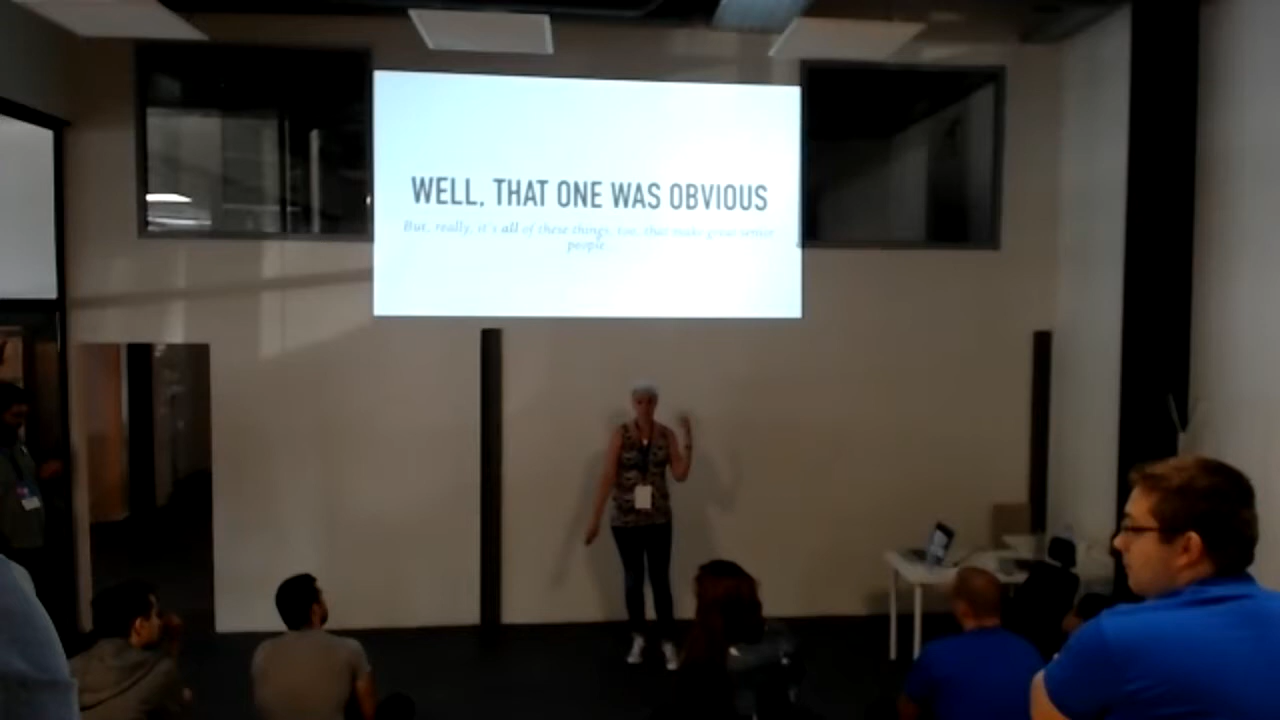 WELL, THAT ONE WAS OBVIOUS
But, really, it's all of these things, too, that make great senior
people.